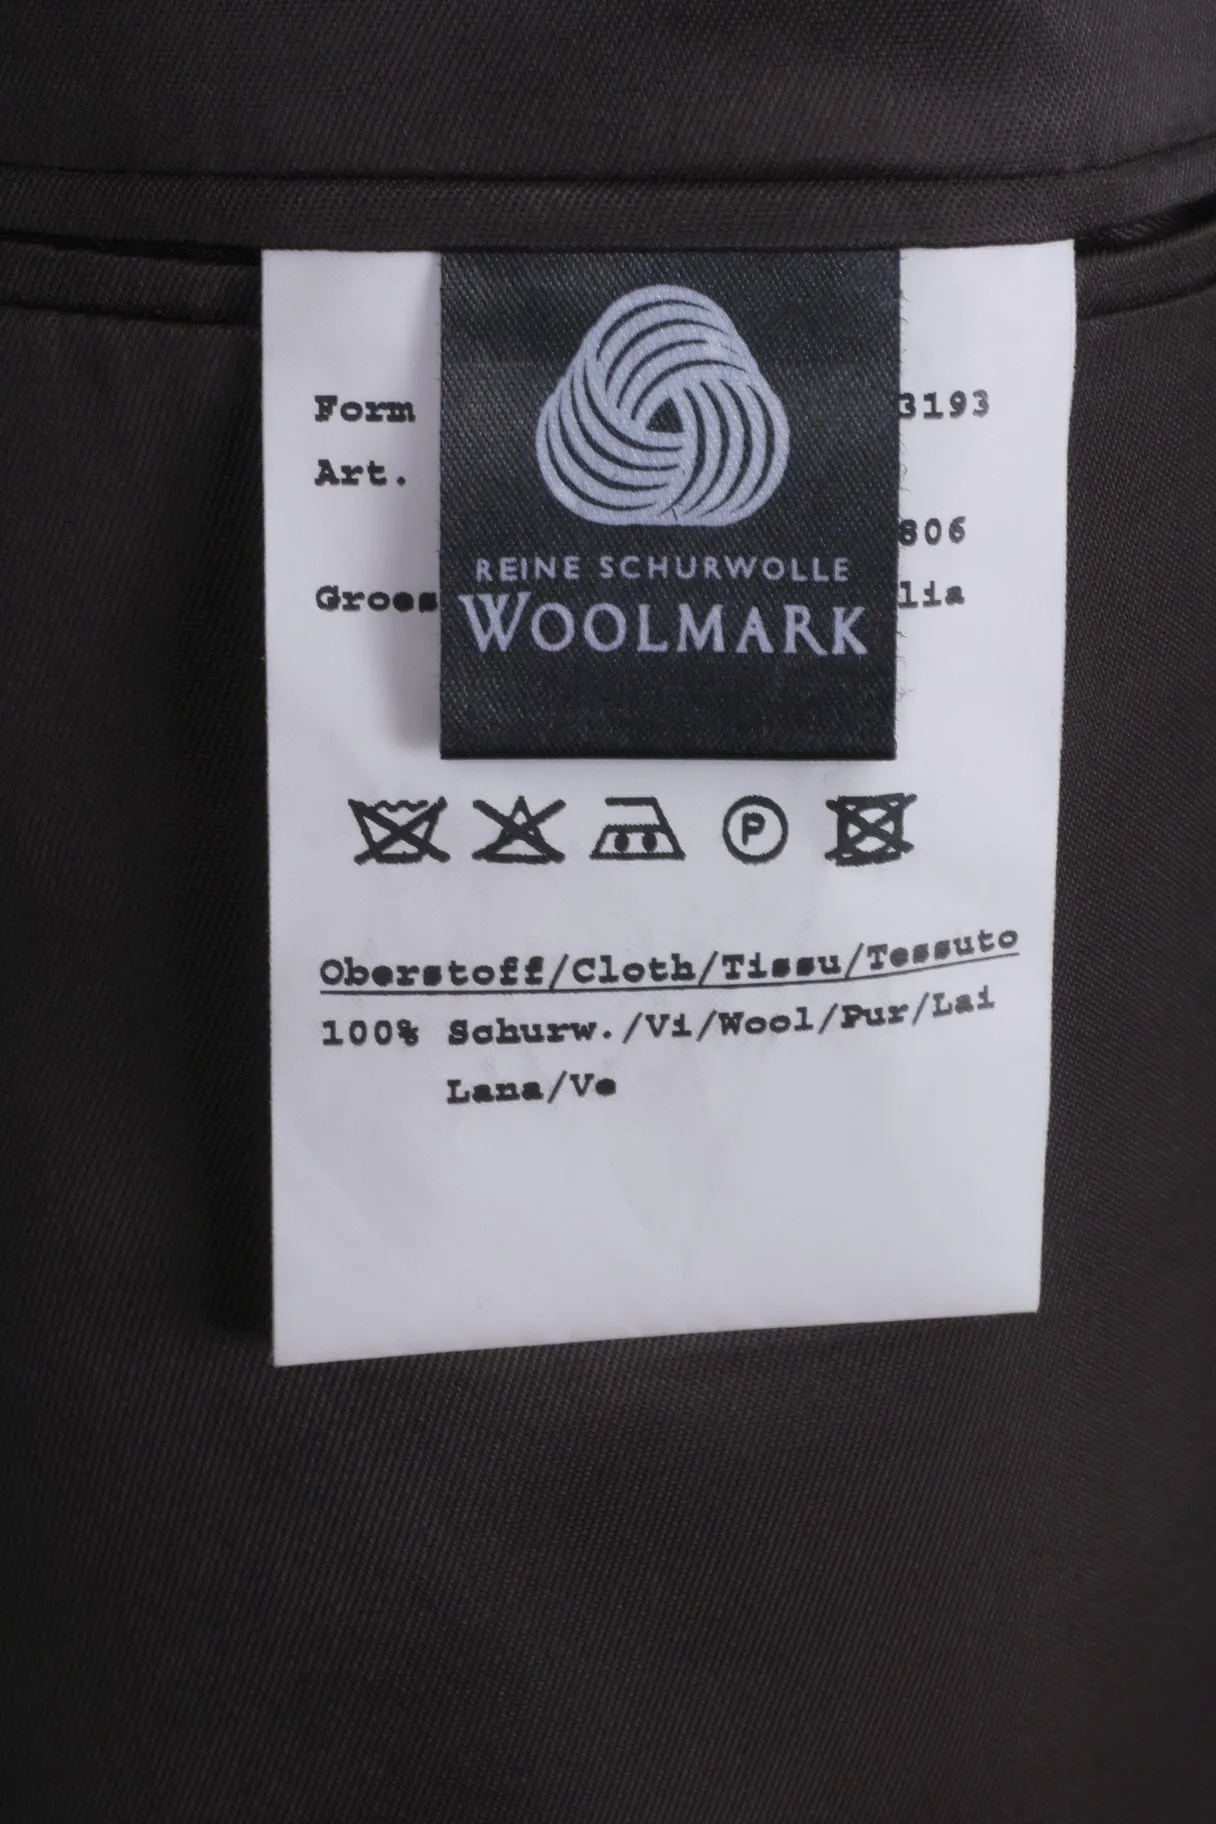 Form 3193
Art.
806
Groes lia
REINE SCHURWOLLE
WOOLMARK
P
Oberstoff/Cloth/Tissu/Tessuto
100% Schurw./Vi/Wool/Pur/Lai
Lana/Ve